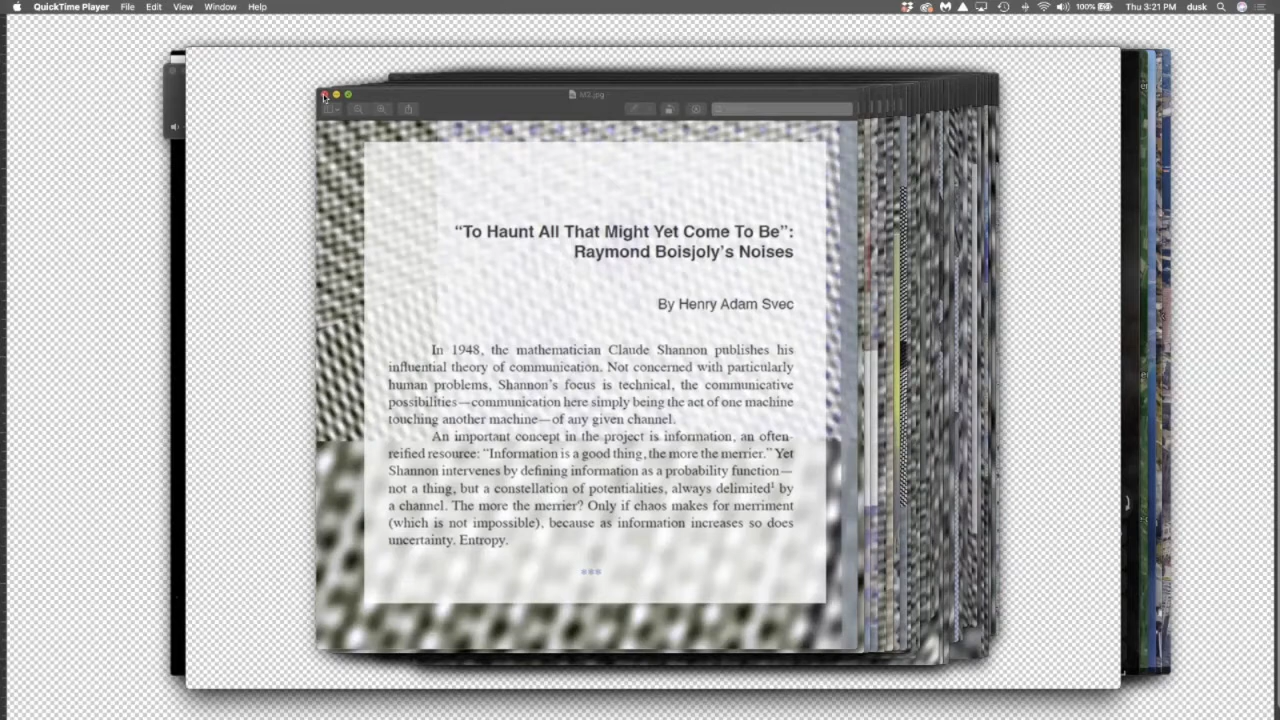 QuickTime Player File Edit View Window Help 100% Thu 3:21 PM dusk
M3.jpg
“To Haunt All That Might Yet Come To Be”:
Raymond Boisjoly’s Noises
By Henry Adam Svec
In 1948, the mathematician Claude Shannon publishes his
influential theory of communication. Not concerned with particularly
human problems, Shannon’s focus is technical, the communicative
possibilities—communication here simply being the act of one machine
touching another machine—of any given channel.
An important concept in the project is information, an often-
reified resource: “Information is a good thing, the more the merrier.” Yet
Shannon intervenes by defining information as a probability function—
not a thing, but a constellation of potentialities, always delimited¹ by
a channel. The more the merrier? Only if chaos makes for merriment
(which is not impossible), because as information increases so does
uncertainty. Entropy.